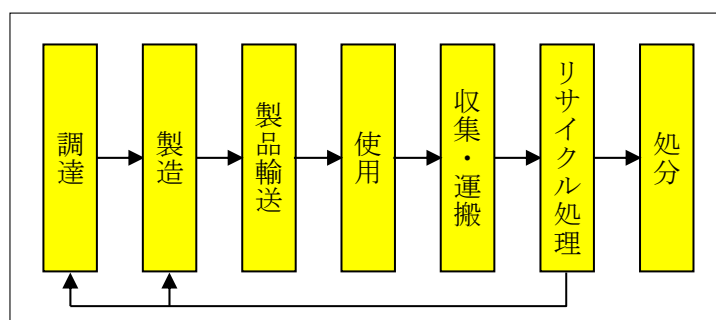 調達
製造
製品輸送
使用
収集・運搬
リサイクル処理
処分